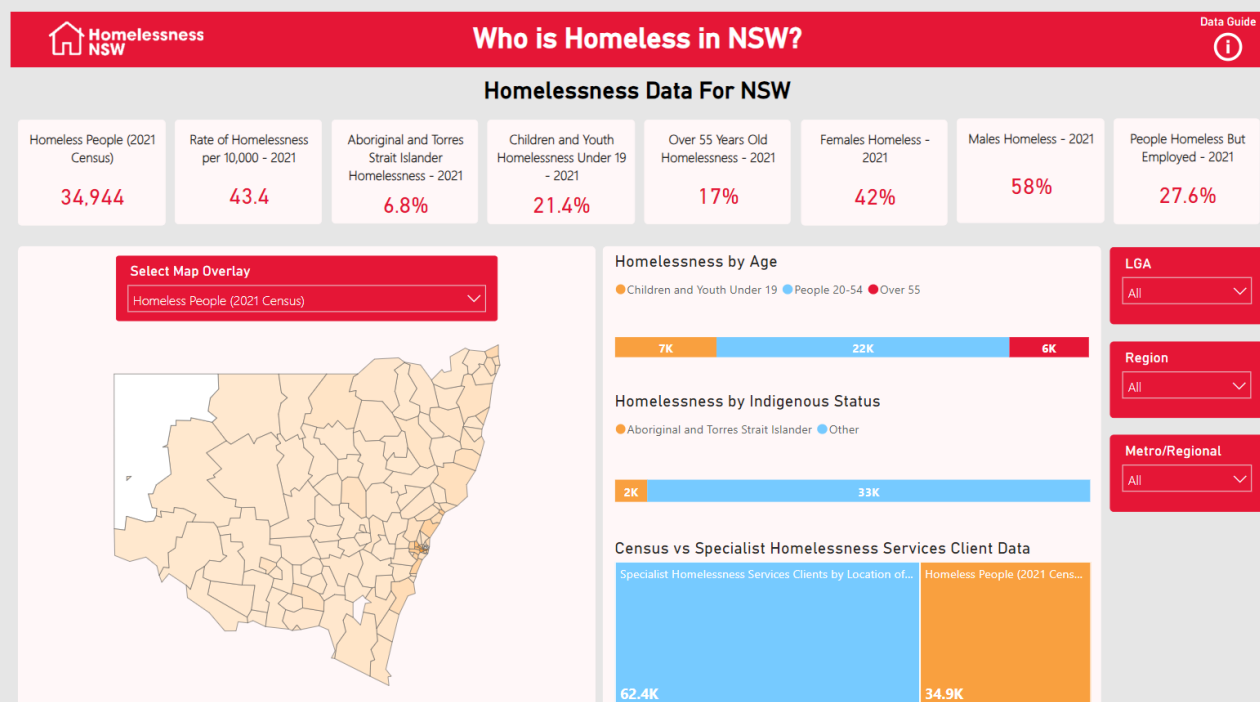 Homelessness
NSW
Who is Homeless in NSW?
Data Guide
Homelessness Data For NSW
Homeless People (2021
Census)
34,944
Rate of Homelessness
per 10,000 - 2021
43.4
Aboriginal and Torres
Strait Islander
Homelessness - 2021
6.8%
Children and Youth
Homelessness Under 19
- 2021
21.4%
Over 55 Years Old
Homelessness - 2021
17%
Females Homeless -
2021
42%
Males Homeless - 2021
58%
People Homeless But
Employed - 2021
27.6%
Select Map Overlay
Homeless People (2021 Census)
Homelessness by Age
Children and Youth Under 19 People 20-54 Over 55
7K 22K 6K
Homelessness by Indigenous Status
Aboriginal and Torres Strait Islander Other
2K 33K
Census vs Specialist Homelessness Services Client Data
Specialist Homelessness Services Clients by Location of...
62.4K
Homeless People (2021 Cens...
34.9K
LGA
All
Region
All
Metro/Regional
All